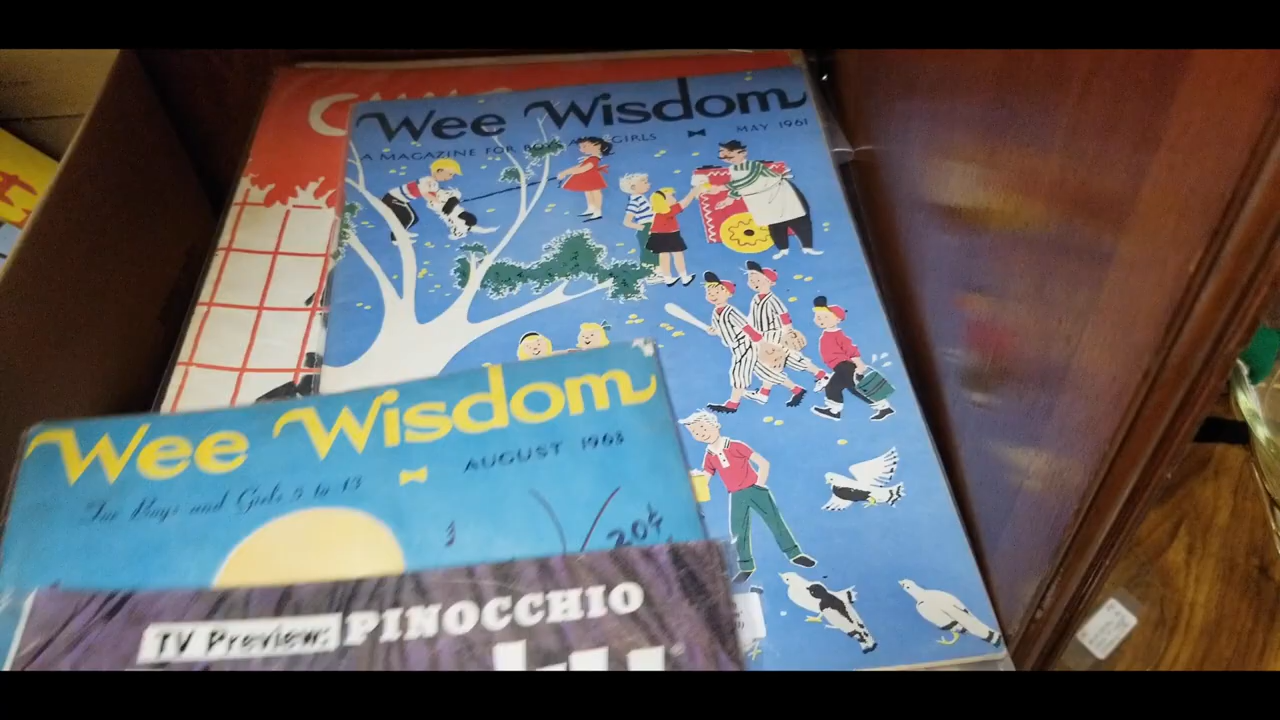 Wee Wisdom
A MAGAZINE FOR BOYS AND GIRLS MAY 1961
Wee Wisdom
AUGUST 1963
For Boys and Girls 5 to 13
20¢
TV Preview: PINOCCHIO